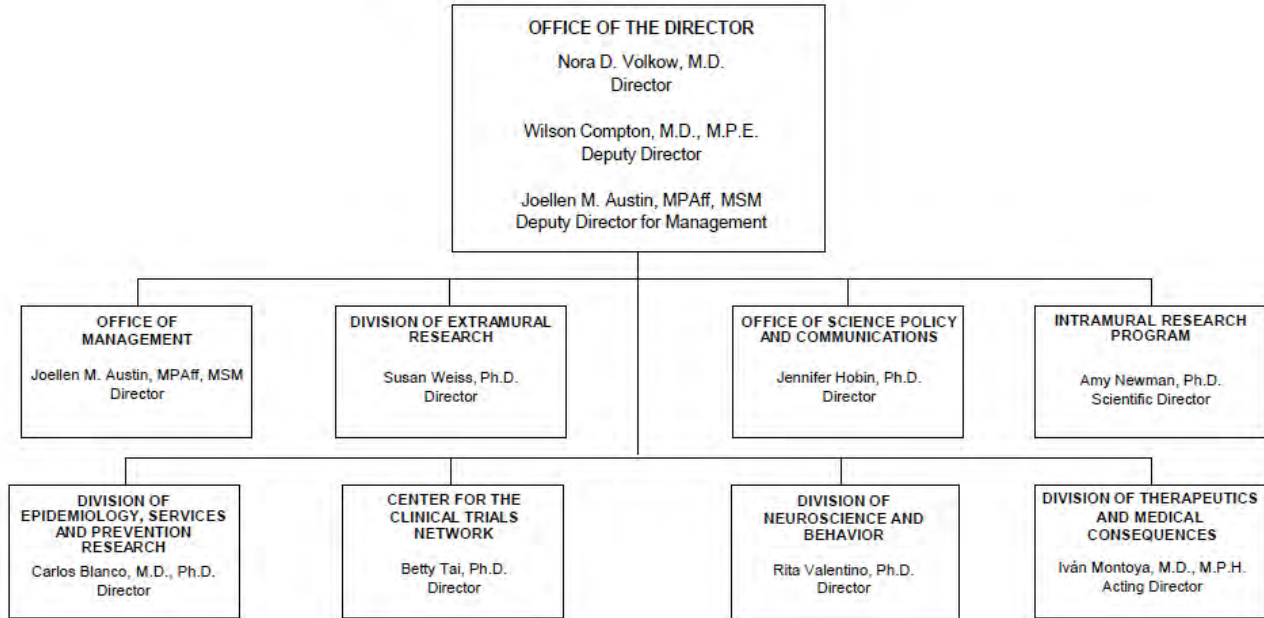 OFFICE OF THE DIRECTOR
Nora D. Volkow, M.D.
Director
Wilson Compton, M.D., M.P.E.
Deputy Director
Joellen M. Austin, MPAff, MSM
Deputy Director for Management
OFFICE OF
MANAGEMENT
Joellen M. Austin, MPAff, MSM
Director
DIVISION OF EXTRAMURAL
RESEARCH
Susan Weiss, Ph.D.
Director
OFFICE OF SCIENCE POLICY
AND COMMUNICATIONS
Jennifer Hobin, Ph.D.
Director
INTRAMURAL RESEARCH
PROGRAM
Amy Newman, Ph.D.
Scientific Director
DIVISION OF
EPIDEMIOLOGY, SERVICES
AND PREVENTION
RESEARCH
Carlos Blanco, M.D., Ph.D.
Director
CENTER FOR THE
CLINICAL TRIALS
NETWORK
Betty Tai, Ph.D.
Director
DIVISION OF
NEUROSCIENCE AND
BEHAVIOR
Rita Valentino, Ph.D.
Director
DIVISION OF THERAPEUTICS
AND MEDICAL
CONSEQUENCES
Iván Montoya, M.D., M.P.H.
Acting Director